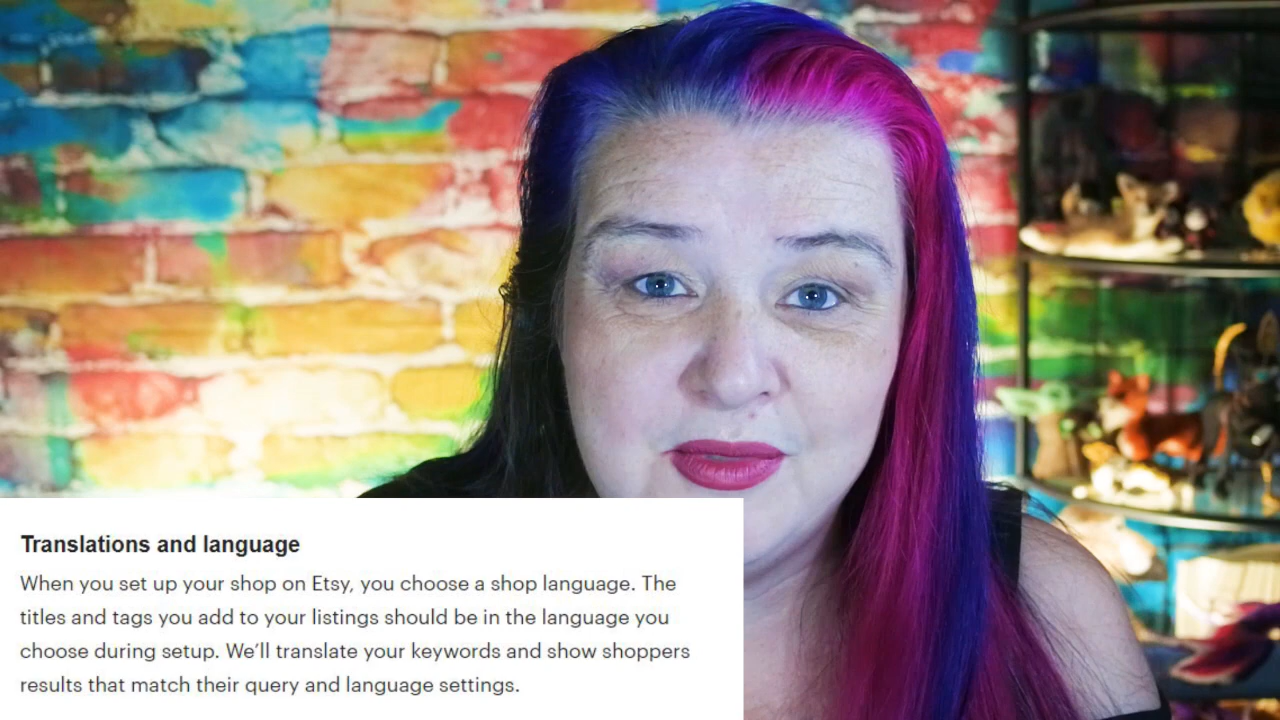 Translations and language
When you set up your shop on Etsy, you choose a shop language. The
titles and tags you add to your listings should be in the language you
choose during setup. We’ll translate your keywords and show shoppers
results that match their query and language settings.